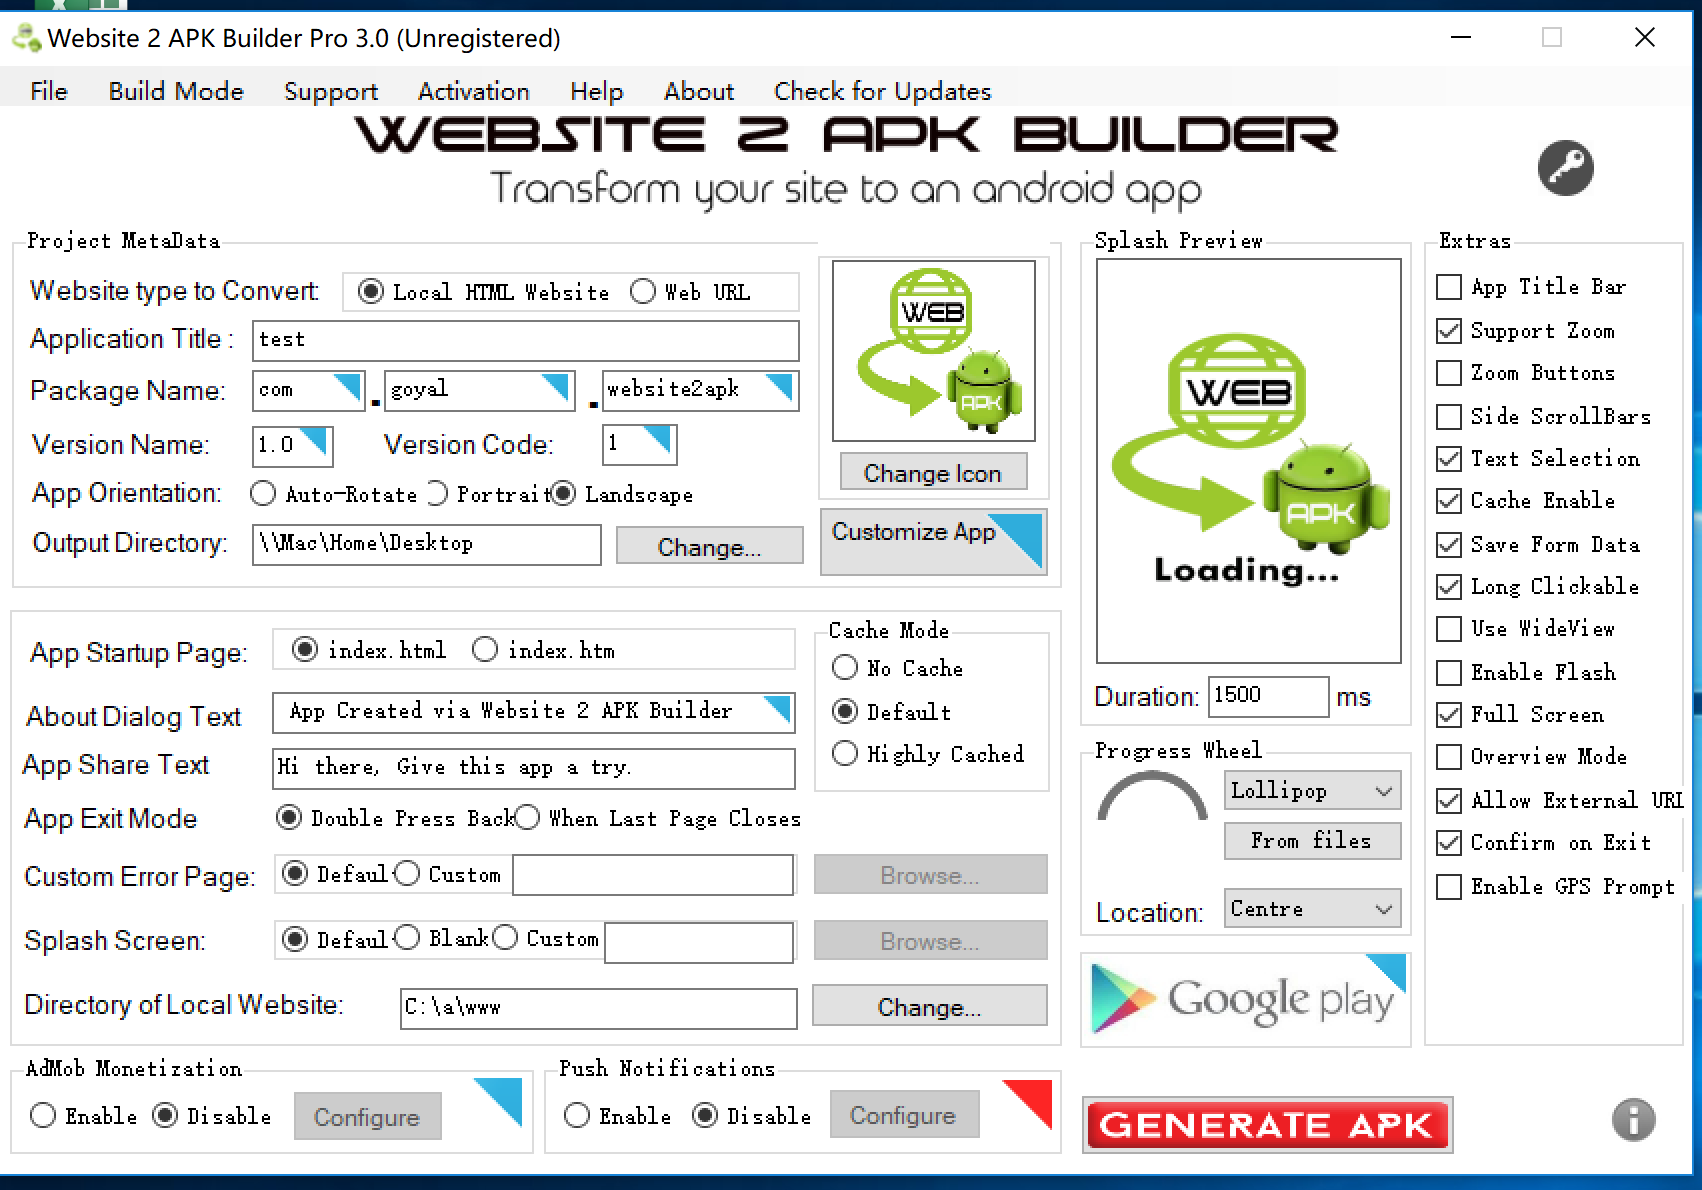 Website 2 APK Builder Pro 3.0 (Unregistered)
File Build Mode Support Activation Help About Check for Updates
WEBSITE 2 APK BUILDER
Transform your site to an android app
Project MetaData
Website type to Convert: Local HTML Website Web URL
Application Title : test
Package Name: com . goyal . website2apk
Version Name: 1.0 Version Code: 1
App Orientation: Auto-Rotate Portrait Landscape
Output Directory: \\Mac\Home\Desktop Change...
WEB
APK
Change Icon
Customize App
App Startup Page: index.html index.htm
About Dialog Text App Created via Website 2 APK Builder
App Share Text Hi there, Give this app a try.
App Exit Mode Double Press Back When Last Page Closes
Custom Error Page: Defaul Custom Browse...
Splash Screen: Defaul Blank Custom Browse...
Directory of Local Website: C:\a\www Change...
Cache Mode
No Cache
Default
Highly Cached
AdMob Monetization
Enable Disable Configure
Push Notifications
Enable Disable Configure
Splash Preview
WEB
APK
Loading...
Duration: 1500 ms
Progress Wheel
Lollipop
From files
Location: Centre
Google play
GENERATE APK
Extras
App Title Bar
Support Zoom
Zoom Buttons
Side ScrollBars
Text Selection
Cache Enable
Save Form Data
Long Clickable
Use WideView
Enable Flash
Full Screen
Overview Mode
Allow External URL
Confirm on Exit
Enable GPS Prompt